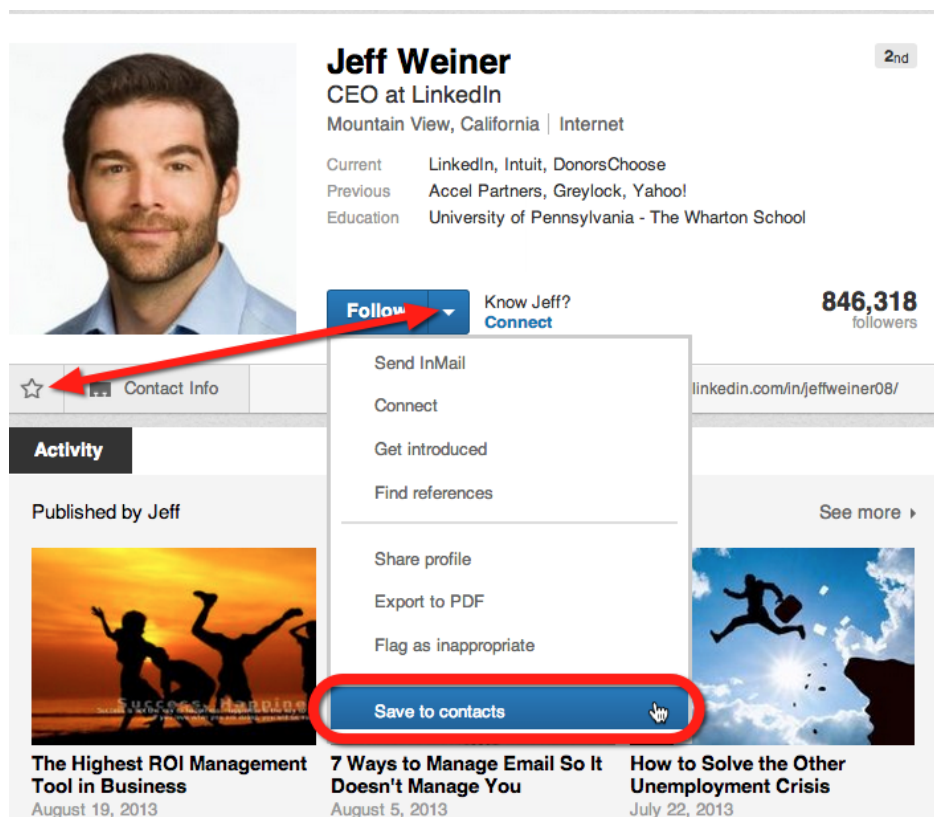 Jeff Weiner
2nd
CEO at LinkedIn
Mountain View, California | Internet
Current LinkedIn, Intuit, DonorsChoose
Previous Accel Partners, Greylock, Yahoo!
Education University of Pennsylvania - The Wharton School
Follow
Know Jeff?
Connect
846,318
followers
Contact Info
linkedin.com/in/jeffweiner08/
Send InMail
Connect
Get introduced
Find references
Share profile
Export to PDF
Flag as inappropriate
Save to contacts
Activity
Published by Jeff
See more
Success, Happine
The Highest ROI Management
Tool in Business
August 19, 2013
7 Ways to Manage Email So It
Doesn't Manage You
August 5, 2013
How to Solve the Other
Unemployment Crisis
July 22, 2013